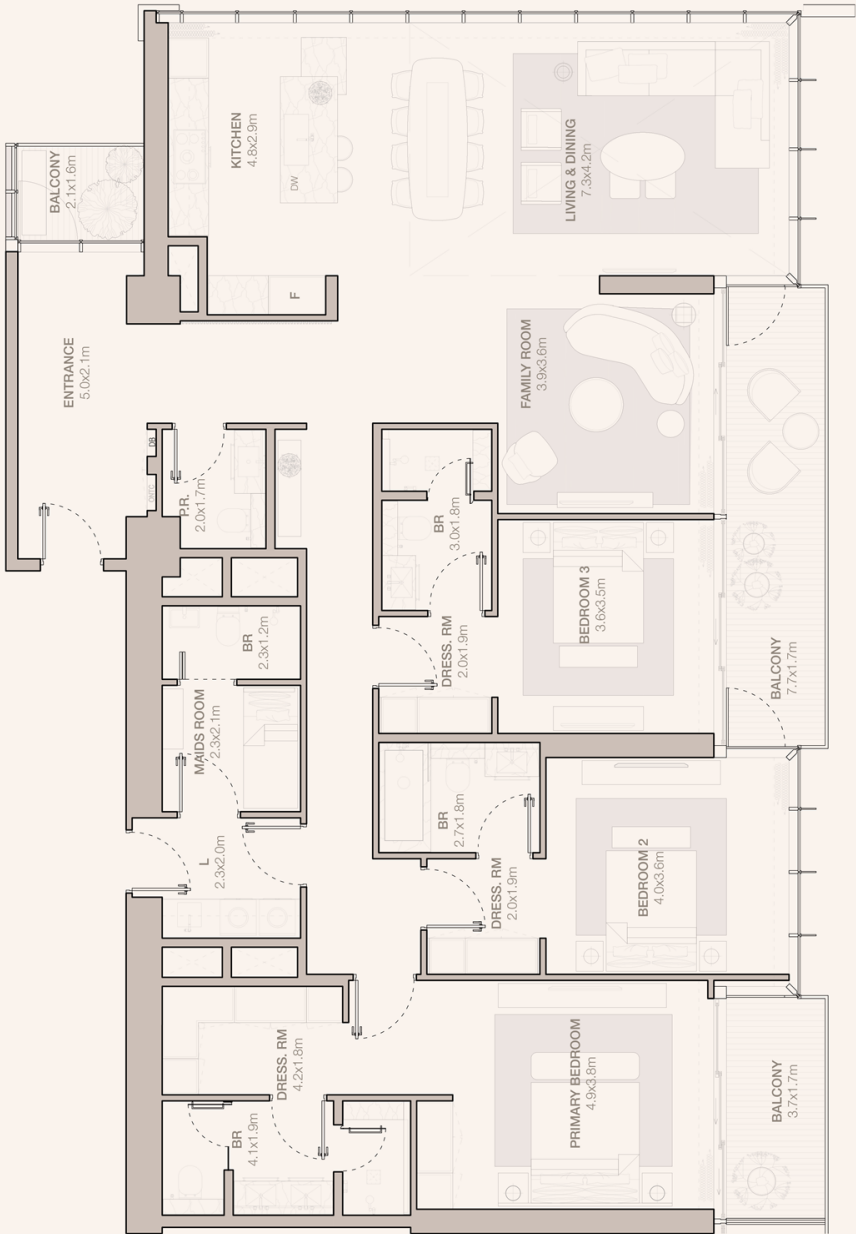 KITCHEN
4.8x2.9m
DW
LIVING & DINING
7.3x4.2m
BALCONY
2.1x1.6m
F
ENTRANCE
5.0x2.1m
FAMILY ROOM
3.9x3.6m
DB
ONTC
P.R.
2.0x1.7m
BR
3.0x1.8m
BEDROOM 3
3.6x3.5m
BR
2.3x1.2m
DRESS. RM
2.0x1.9m
BALCONY
7.7x1.7m
MAIDS ROOM
2.3x2.1m
BR
2.7x1.8m
L
2.3x2.0m
DRESS. RM
2.0x1.9m
BEDROOM 2
4.0x3.6m
DRESS. RM
4.2x1.8m
PRIMARY BEDROOM
4.9x3.8m
BALCONY
3.7x1.7m
BR
4.1x1.9m